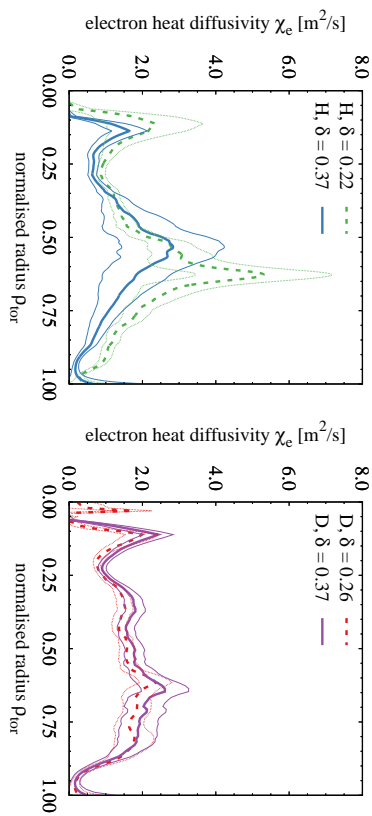 electron heat diffusivity χe [m²/s]
8.0
6.0
4.0
2.0
0.0
H, δ = 0.22
H, δ = 0.37
0.00
0.25
0.50
0.75
1.00
normalised radius ρtor
electron heat diffusivity χe [m²/s]
8.0
6.0
4.0
2.0
0.0
D, δ = 0.26
D, δ = 0.37
0.00
0.25
0.50
0.75
1.00
normalised radius ρtor